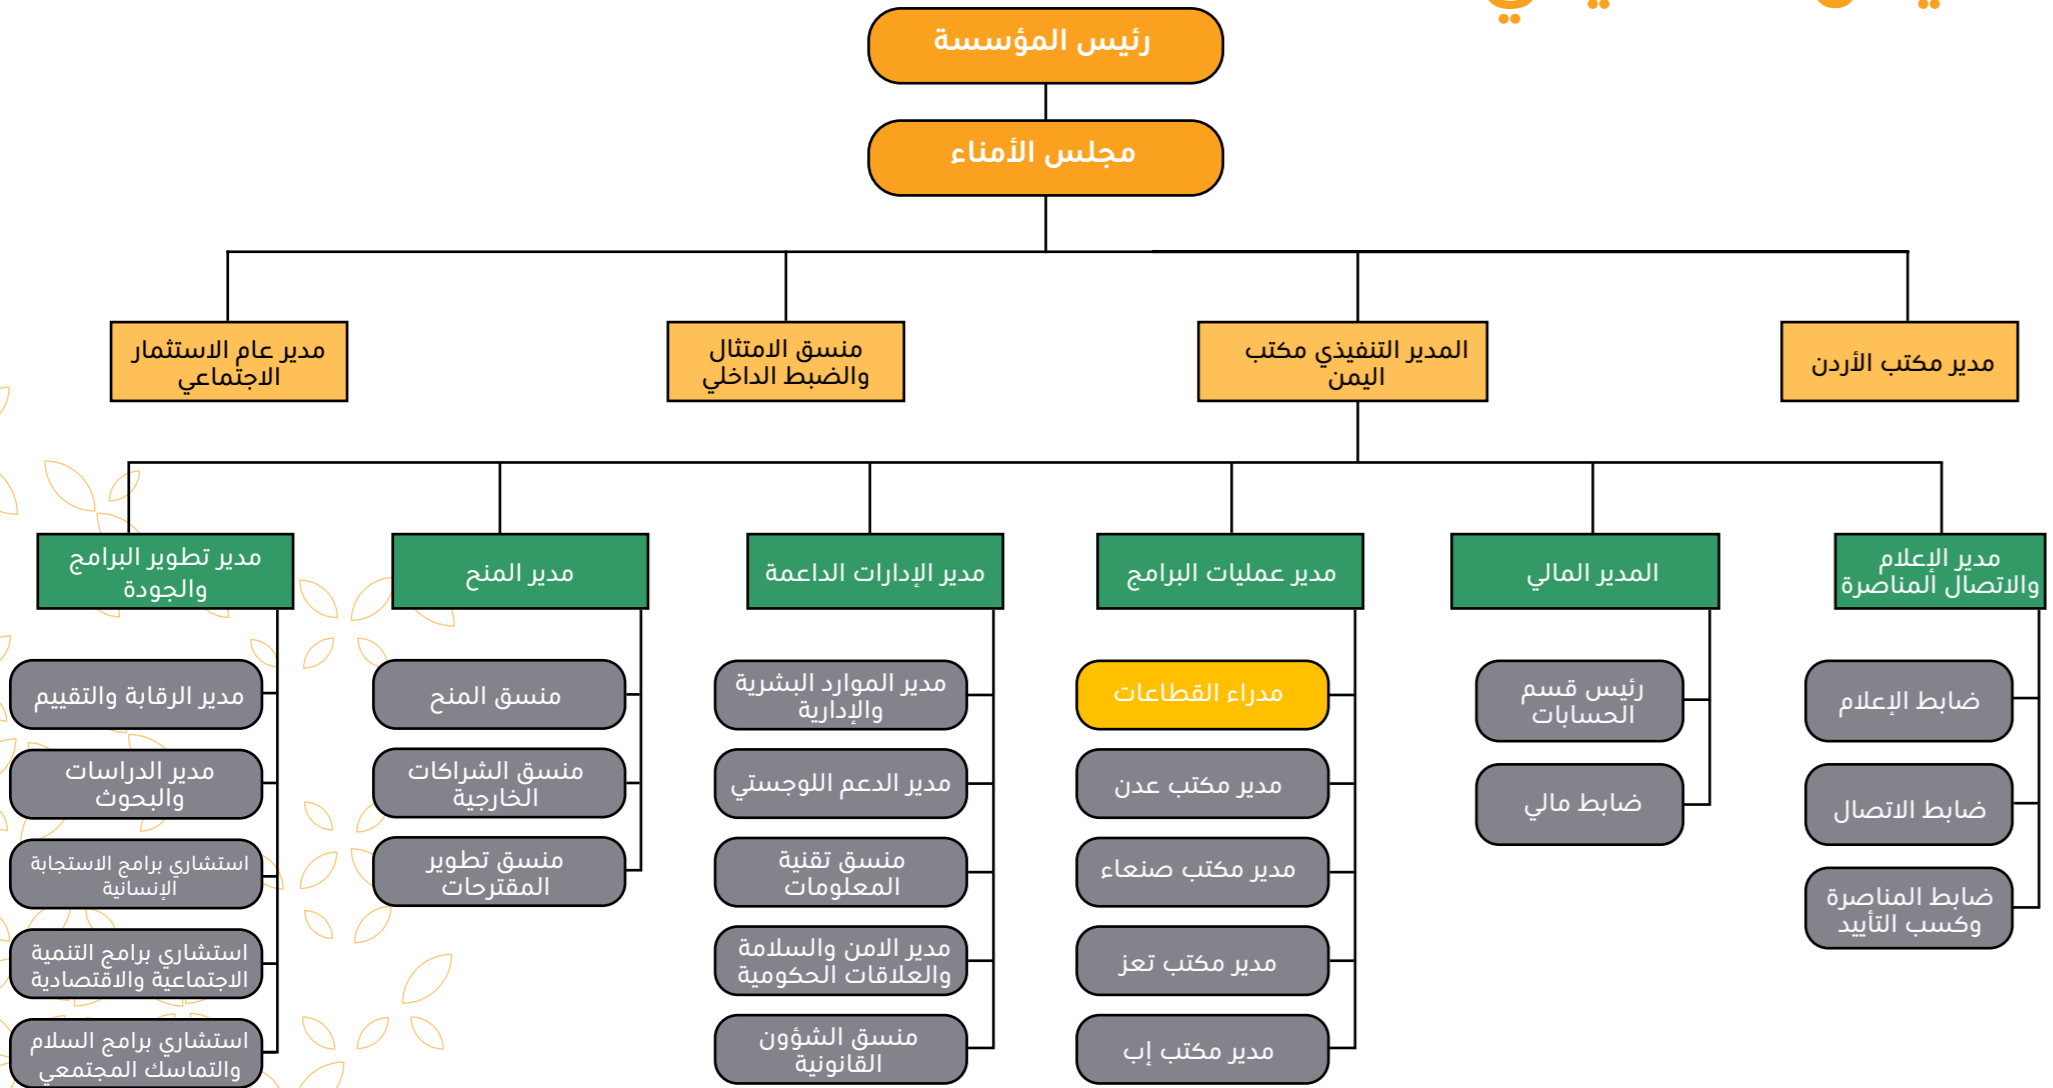 رئيس المؤسسة
مجلس الأمناء
مدير مكتب الأردن
المدير التنفيذي مكتب
اليمن
منسق الامتثال
والضبط الداخلي
مدير عام الاستثمار
الاجتماعي
مدير الإعلام
والاتصال المناصرة
المدير المالي
مدير عمليات البرامج
مدير الإدارات الداعمة
مدير المنح
مدير تطوير البرامج
والجودة
ضابط الإعلام
ضابط الاتصال
ضابط المناصرة
وكسب التأييد
رئيس قسم
الحسابات
ضابط مالي
مدراء القطاعات
مدير مكتب عدن
مدير مكتب صنعاء
مدير مكتب تعز
مدير مكتب إب
مدير الموارد البشرية
والإدارية
مدير الدعم اللوجستي
منسق تقنية
المعلومات
مدير الامن والسلامة
والعلاقات الحكومية
منسق الشؤون
القانونية
منسق المنح
منسق الشراكات
الخارجية
منسق تطوير
المقترحات
مدير الرقابة والتقييم
مدير الدراسات
والبحوث
استشاري برامج الاستجابة
الإنسانية
استشاري برامج التنمية
الاجتماعية والاقتصادية
استشاري برامج السلام
والتماسك المجتمعي